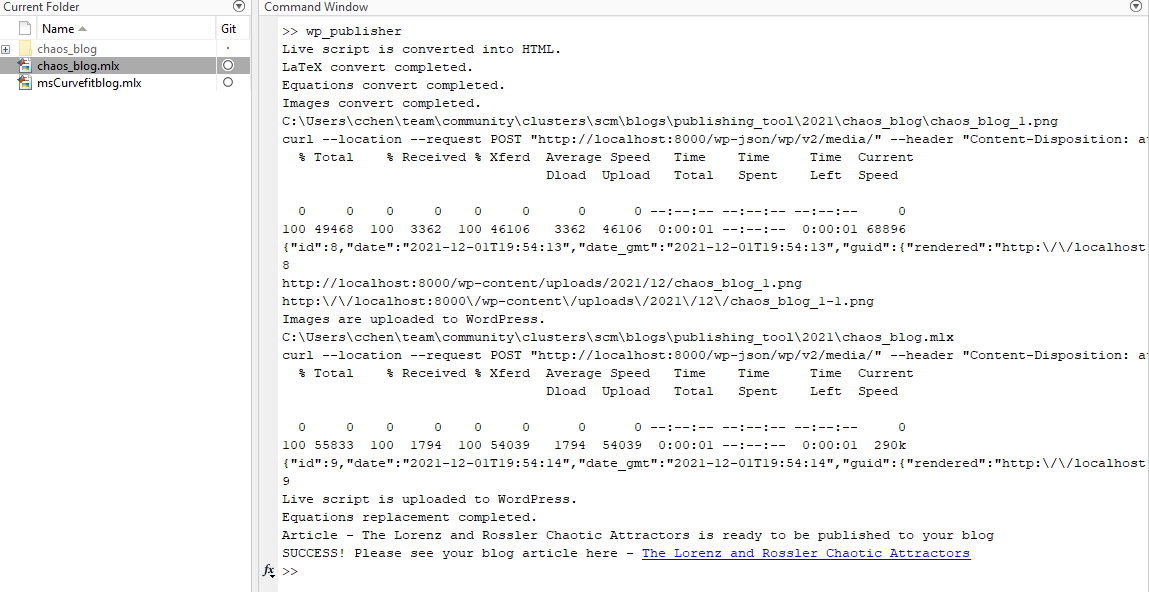 Current Folder
Name
Git
chaos_blog
chaos_blog.mlx
msCurvefitblog.mlx
Command Window
>> wp_publisher
Live script is converted into HTML.
LaTeX convert completed.
Equations convert completed.
Images convert completed.
C:\Users\cchen\team\community\clusters\scm\blogs\publishing_tool\2021\chaos_blog\chaos_blog_1.png
curl --location --request POST "http://localhost:8000/wp-json/wp/v2/media/" --header "Content-Disposition:
% Total % Received % Xferd Average Speed Time Time Time Current
Dload Upload Total Spent Left Speed
0 0 0 0 0 0 0 0 --:--:-- --:--:-- --:--:-- 0
100 49468 100 3362 100 46106 3362 46106 0:00:01 --:--:-- 0:00:01 68896
{"id":8,"date":"2021-12-01T19:54:13","date_gmt":"2021-12-01T19:54:13","guid":{"rendered":"http:\/\/localhost
8
http://localhost:8000/wp-content/uploads/2021/12/chaos_blog_1.png
http:\/\/localhost:8000\/wp-content\/uploads\/2021\/12\/chaos_blog_1-1.png
Images are uploaded to WordPress.
C:\Users\cchen\team\community\clusters\scm\blogs\publishing_tool\2021\chaos_blog.mlx
curl --location --request POST "http://localhost:8000/wp-json/wp/v2/media/" --header "Content-Disposition:
% Total % Received % Xferd Average Speed Time Time Time Current
Dload Upload Total Spent Left Speed
0 0 0 0 0 0 0 0 --:--:-- --:--:-- --:--:-- 0
100 55833 100 1794 100 54039 1794 54039 0:00:01 --:--:-- 0:00:01 290k
{"id":9,"date":"2021-12-01T19:54:14","date_gmt":"2021-12-01T19:54:14","guid":{"rendered":"http:\/\/localhost
9
Live script is uploaded to WordPress.
Equations replacement completed.
Article - The Lorenz and Rossler Chaotic Attractors is ready to be published to your blog
SUCCESS! Please see your blog article here - The Lorenz and Rossler Chaotic Attractors
fx >>